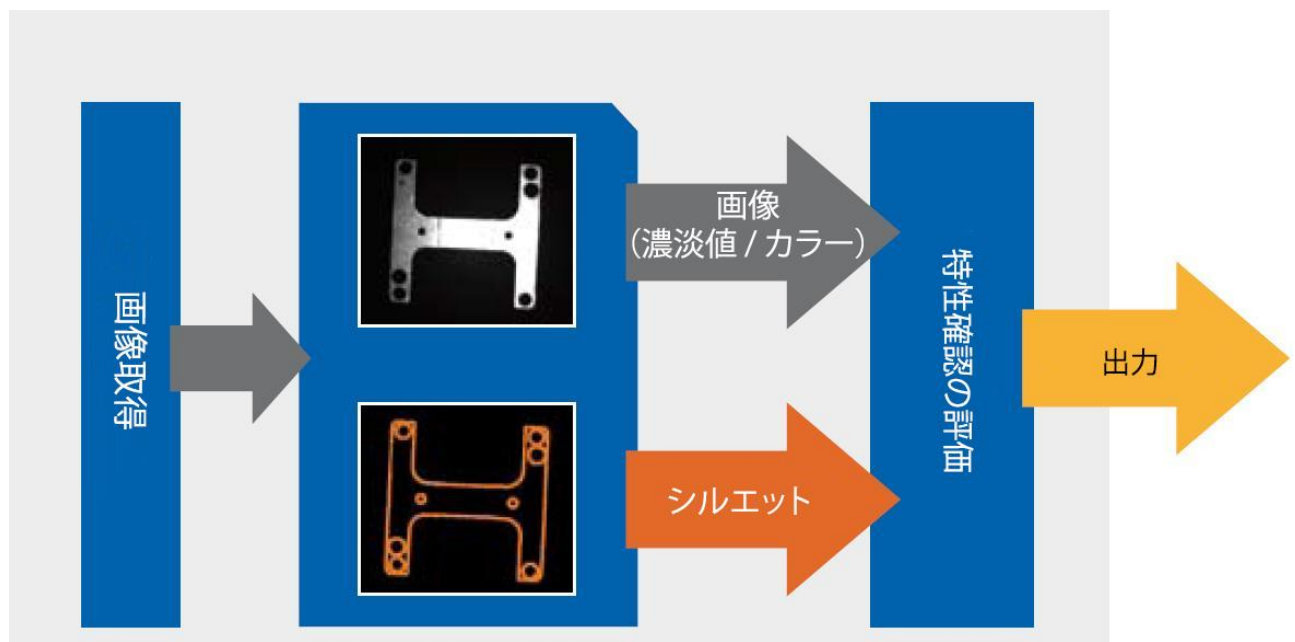 画像取得
画像
（濃淡値 / カラー）
シルエット
特性確認の評価
出力